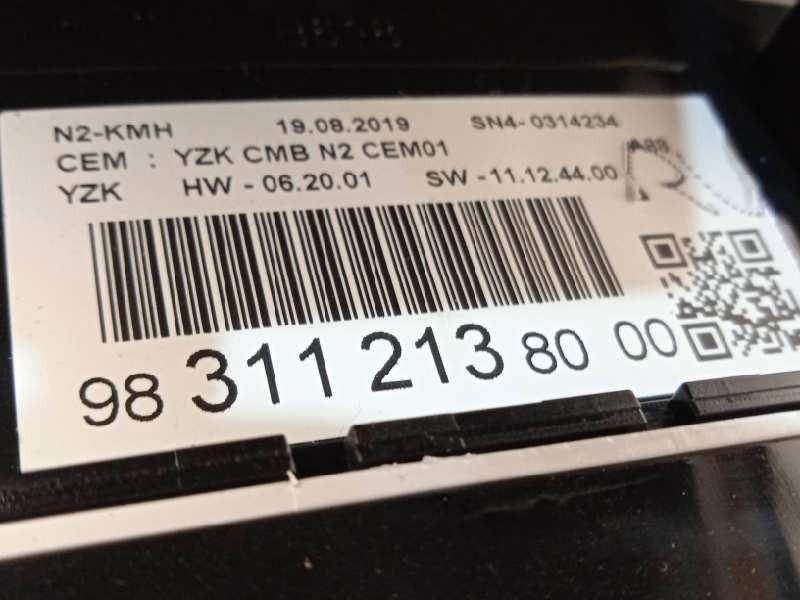 N2-KMH 19.08.2019 SN4-0314234
CEM : YZK CMB N2 CEM01
YZK HW - 06.20.01 SW -11.12.44.00
98 311 213 80 00